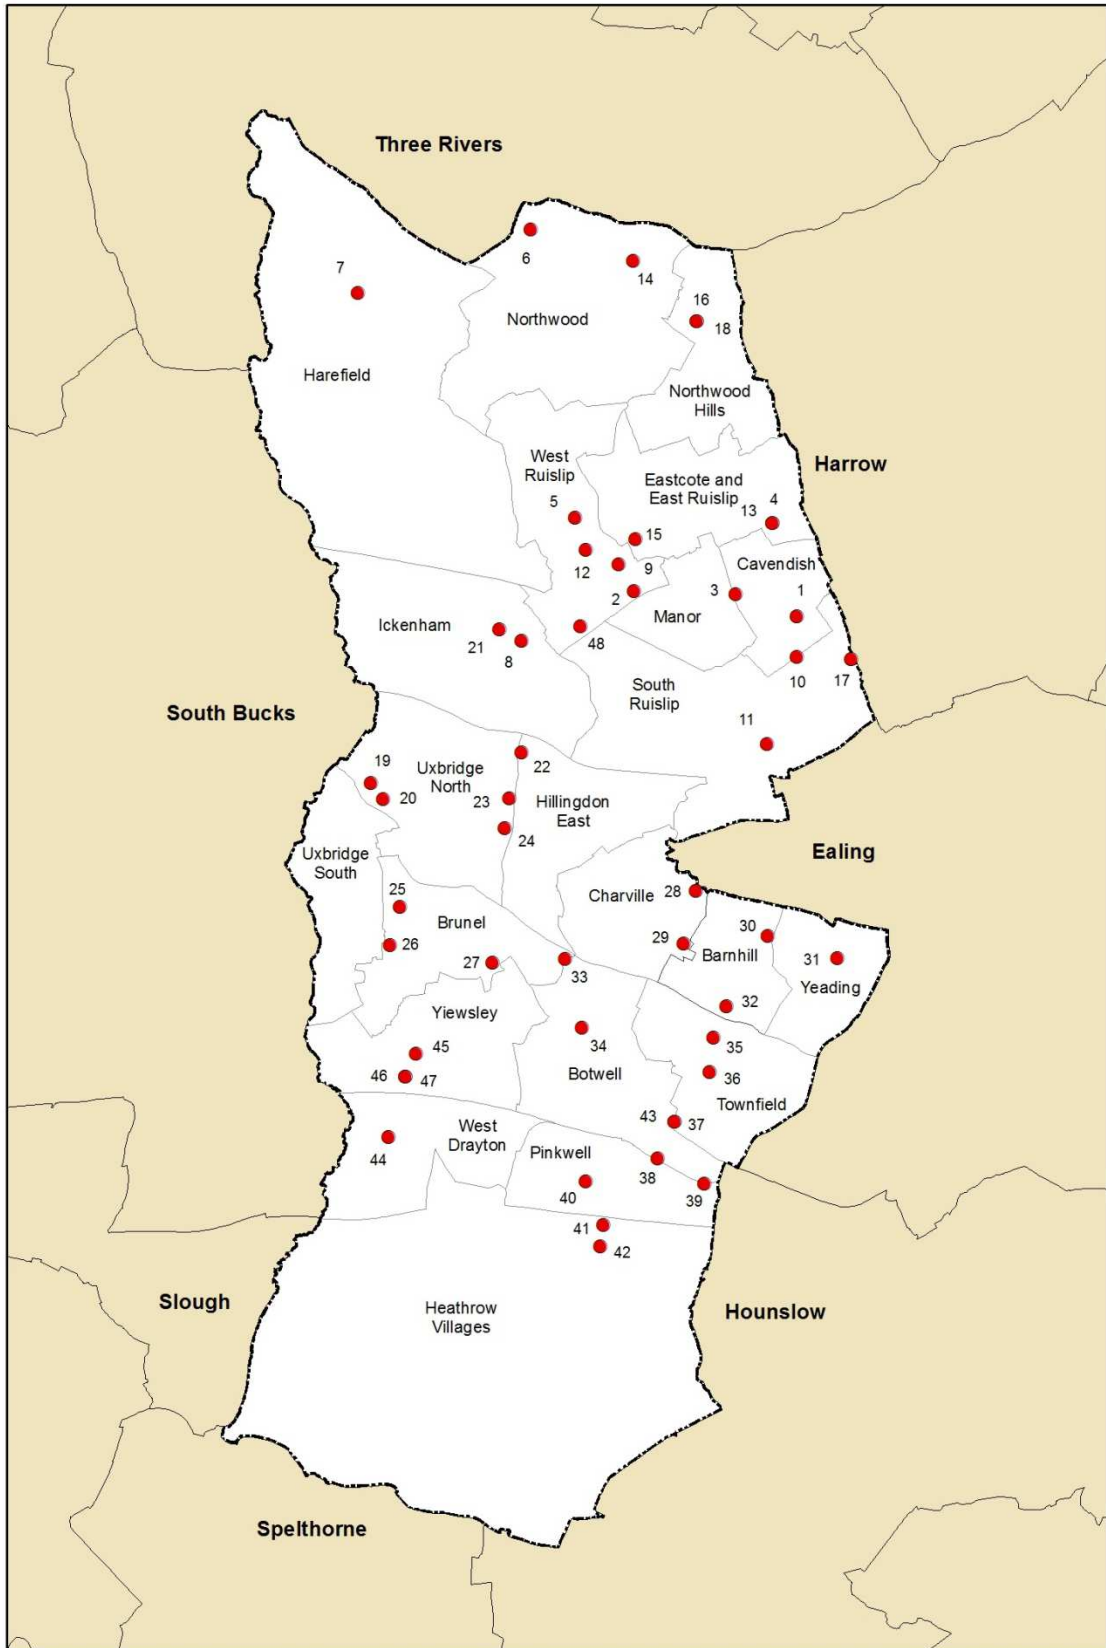 Three Rivers
6
14
7
16
18
Northwood
Harefield
Northwood
Hills
West
Ruislip
Harrow
Eastcote and
East Ruislip
5
13
4
15
12
9
Cavendish
2
3
1
Manor
Ickenham
21
8
48
10
17
South
Ruislip
South Bucks
11
19
Uxbridge
North
22
20
23
Hillingdon
East
24
Ealing
Uxbridge
South
25
Charville
28
Brunel
26
27
29
30
Barnhill
31
33
Yeading
32
Yiewsley
34
35
45
Botwell
36
46
47
Townfield
43
37
West
Drayton
44
Pinkwell
38
40
39
41
42
Slough
Heathrow
Villages
Hounslow
Spelthorne